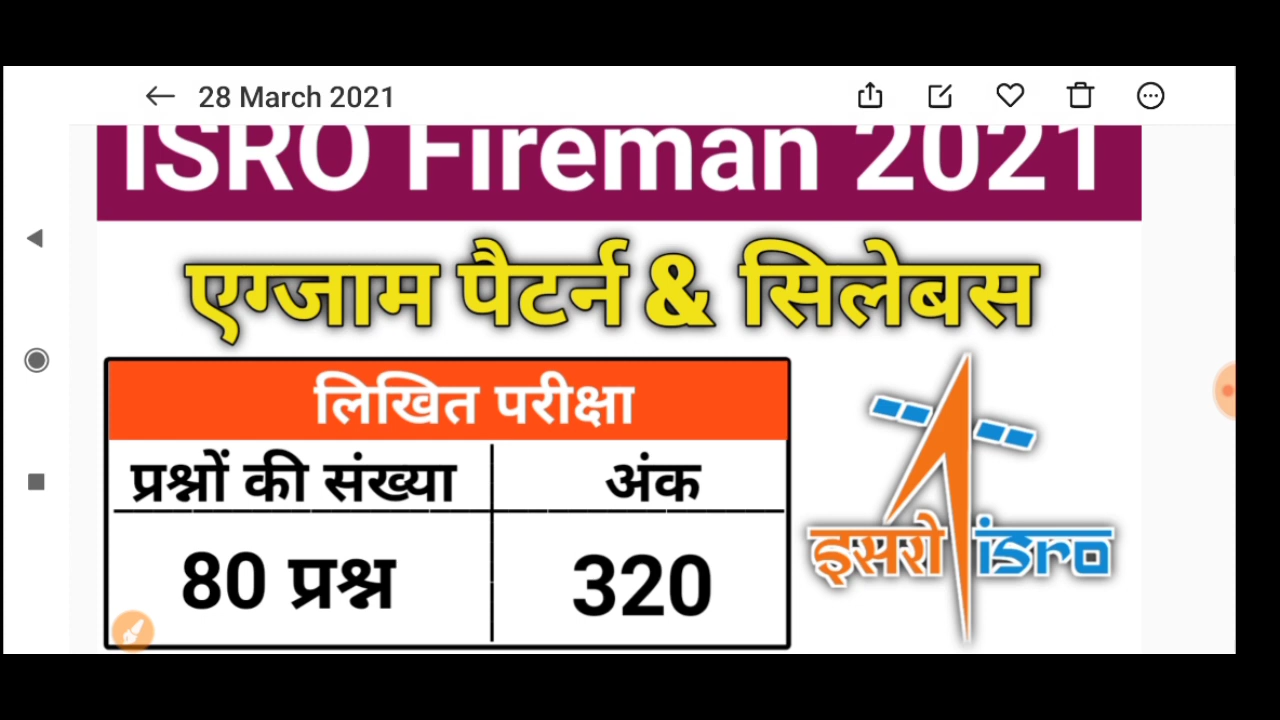 28 March 2021
ISRO Fireman 2021
एग्जाम पैटर्न & सिलेबस
लिखित परीक्षा
प्रश्नों की संख्या अंक
80 प्रश्न 320
इसरो isro